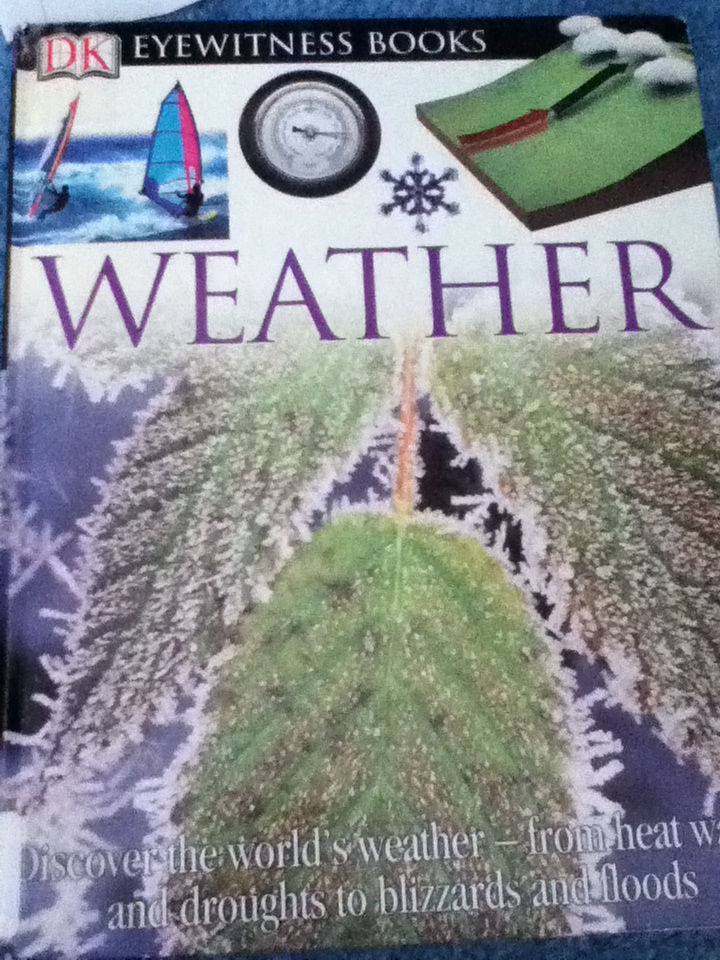 DK EYEWITNESS BOOKS
WEATHER
Discover the world's weather – from heat
and droughts to blizzards and floods